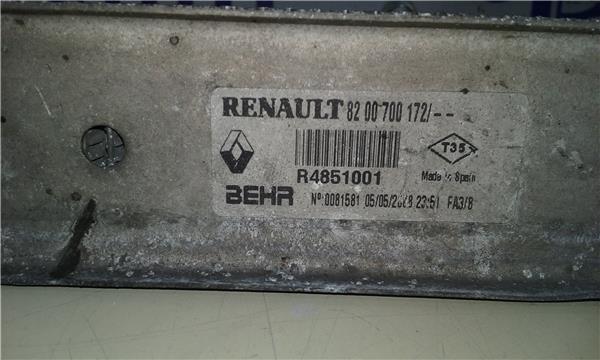 RENAULT 82 00 700 172/--
R4851001
T35
Made in Spain
BEHR Nº:0081581 05/05/2008 23:51 FA3/8